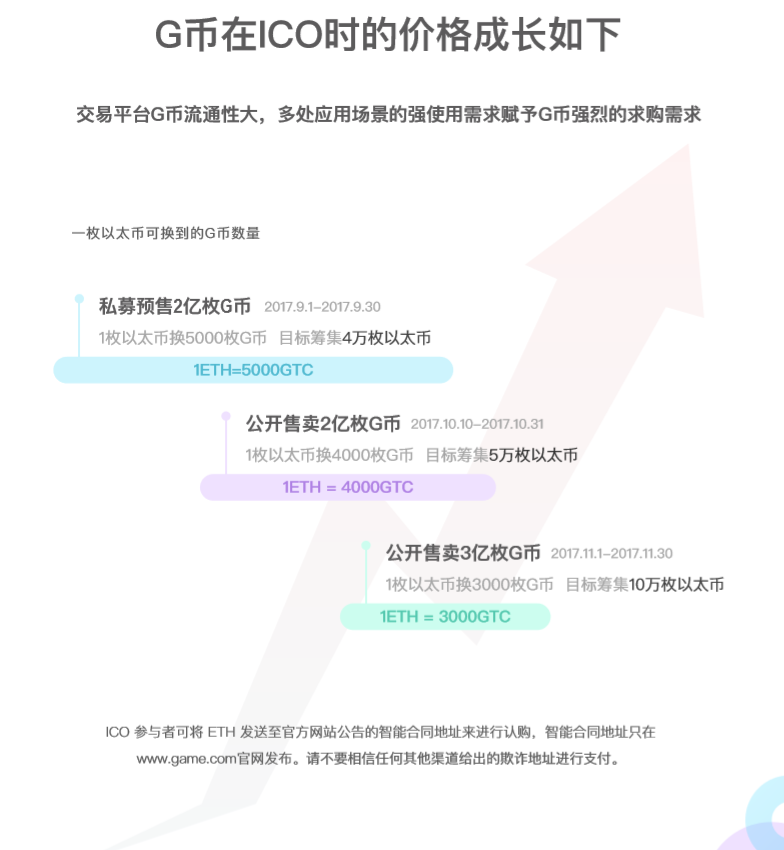 G币在ICO时的价格成长如下
交易平台G币流通性大，多处应用场景的强使用需求赋予G币强烈的求购需求
一枚以太币可换到的G币数量
私募预售2亿枚G币 2017.9.1-2017.9.30
1枚以太币换5000枚G币 目标筹集4万枚以太币
1ETH=5000GTC
公开售卖2亿枚G币 2017.10.10-2017.10.31
1枚以太币换4000枚G币 目标筹集5万枚以太币
1ETH = 4000GTC
公开售卖3亿枚G币 2017.11.1-2017.11.30
1枚以太币换3000枚G币 目标筹集10万枚以太币
1ETH = 3000GTC
ICO 参与者可将 ETH 发送至官方网站公告的智能合同地址来进行认购，智能合同地址只在
www.game.com官网发布。请不要相信任何其他渠道给出的欺诈地址进行支付。